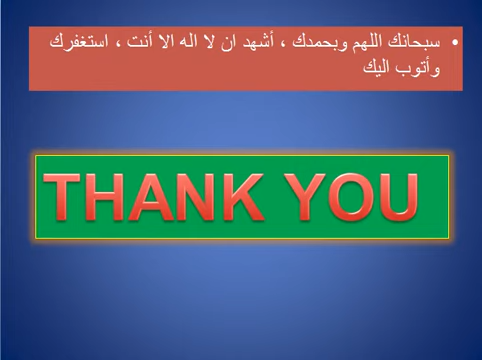 • سبحانك اللهم وبحمدك ، أشهد ان لا اله الا أنت ، استغفرك
وأتوب اليك
THANK YOU